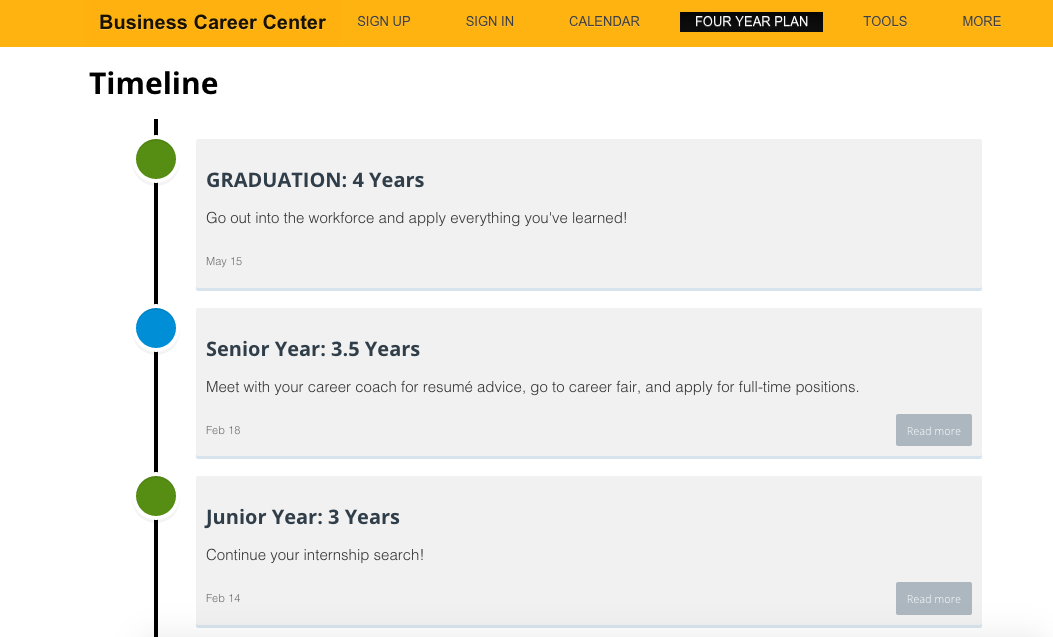 Business Career Center SIGN UP SIGN IN CALENDAR FOUR YEAR PLAN TOOLS MORE
Timeline
GRADUATION: 4 Years
Go out into the workforce and apply everything you've learned!
May 15
Senior Year: 3.5 Years
Meet with your career coach for resumé advice, go to career fair, and apply for full-time positions.
Feb 18 Read more
Junior Year: 3 Years
Continue your internship search!
Feb 14 Read more